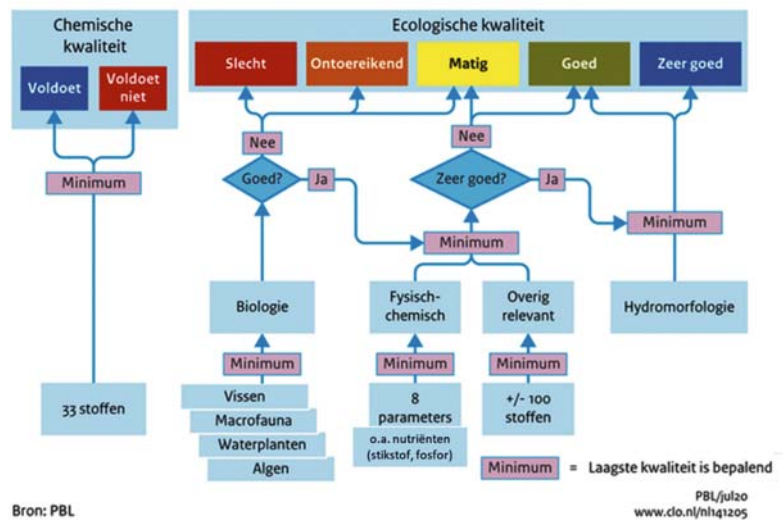 Chemische
kwaliteit
Voldoet
Voldoet
niet
Minimum
33 stoffen
Ecologische kwaliteit
Slecht
Ontoereikend
Matig
Goed
Zeer goed
Nee
Nee
Goed?
Ja
Zeer goed?
Ja
Minimum
Minimum
Biologie
Fysisch-
chemisch
Overig
relevant
Hydromorfologie
Minimum
Minimum
Minimum
Vissen
Macrofauna
Waterplanten
Algen
8
parameters
o.a. nutriënten
(stikstof, fosfor)
+/- 100
stoffen
Minimum = Laagste kwaliteit is bepalend
Bron: PBL
PBL/jul20
www.clo.nl/nl141205